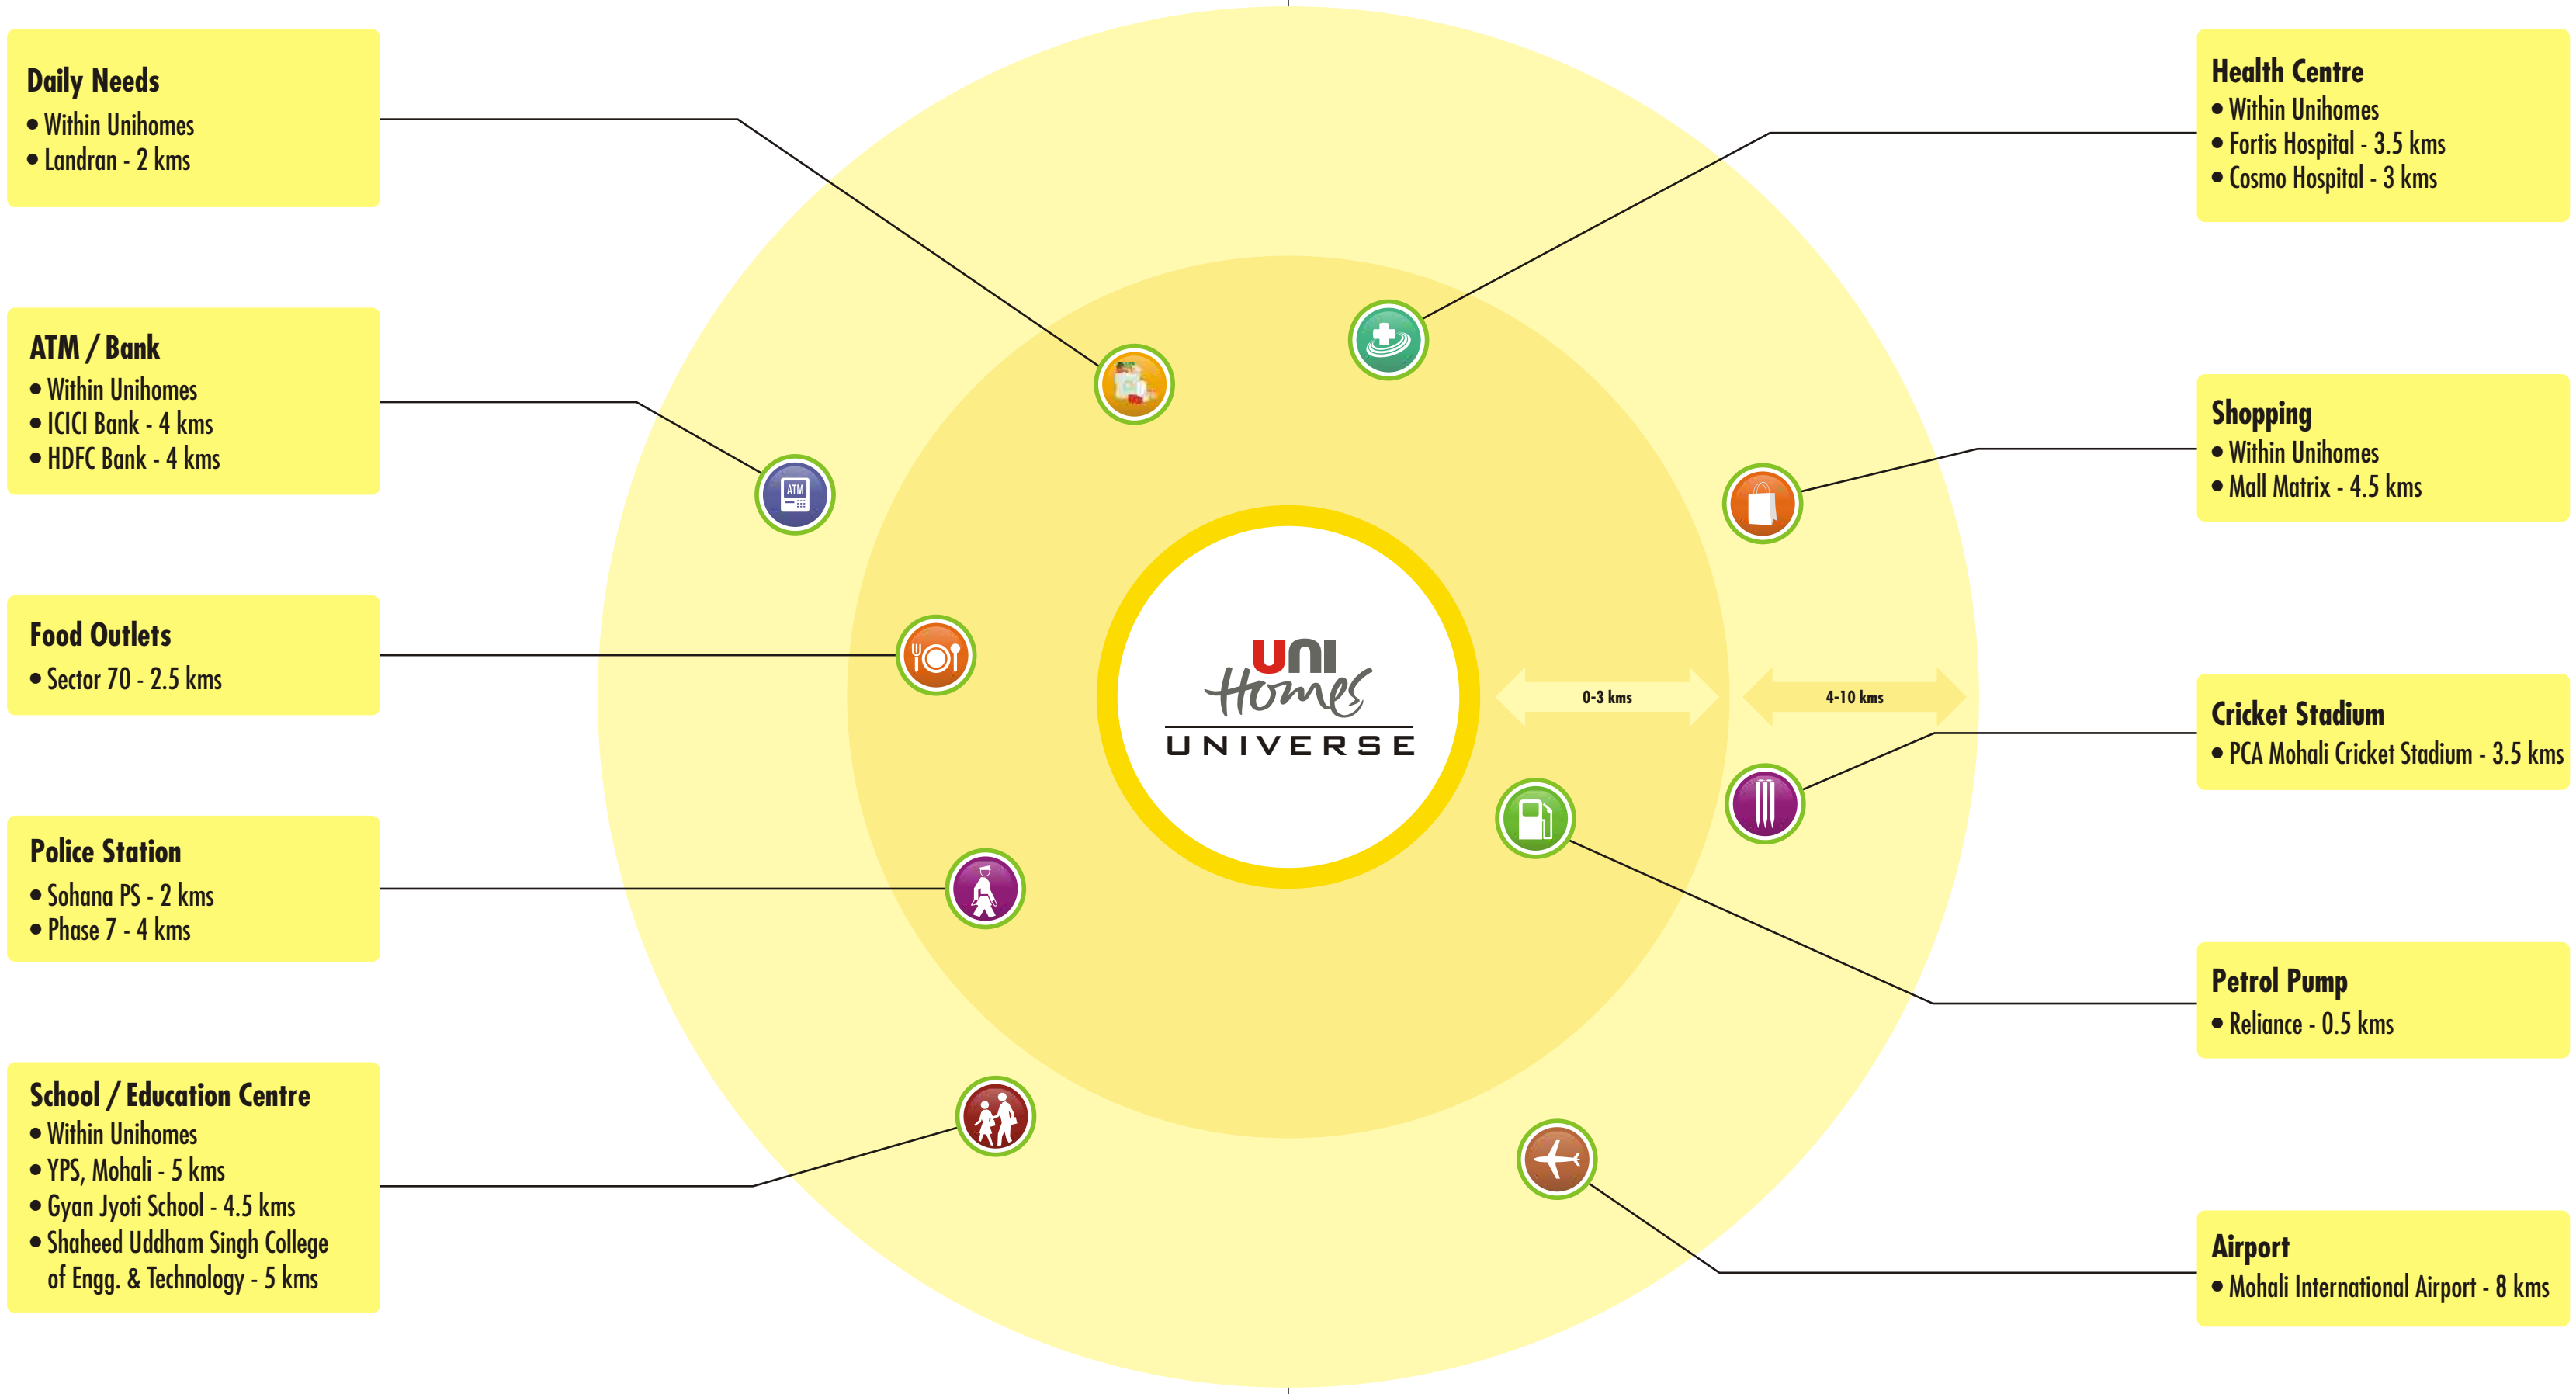 Daily Needs
• Within Unihomes
• Landran - 2 kms
ATM / Bank
• Within Unihomes
• ICICI Bank - 4 kms
• HDFC Bank - 4 kms
Food Outlets
• Sector 70 - 2.5 kms
Police Station
• Sohana PS - 2 kms
• Phase 7 - 4 kms
School / Education Centre
• Within Unihomes
• YPS, Mohali - 5 kms
• Gyan Jyoti School - 4.5 kms
• Shaheed Uddham Singh College
of Engg. & Technology - 5 kms
ATM
UNI
Homes
UNIVERSE
0-3 kms
4-10 kms
Health Centre
• Within Unihomes
• Fortis Hospital - 3.5 kms
• Cosmo Hospital - 3 kms
Shopping
• Within Unihomes
• Mall Matrix - 4.5 kms
Cricket Stadium
• PCA Mohali Cricket Stadium - 3.5 kms
Petrol Pump
• Reliance - 0.5 kms
Airport
• Mohali International Airport - 8 kms